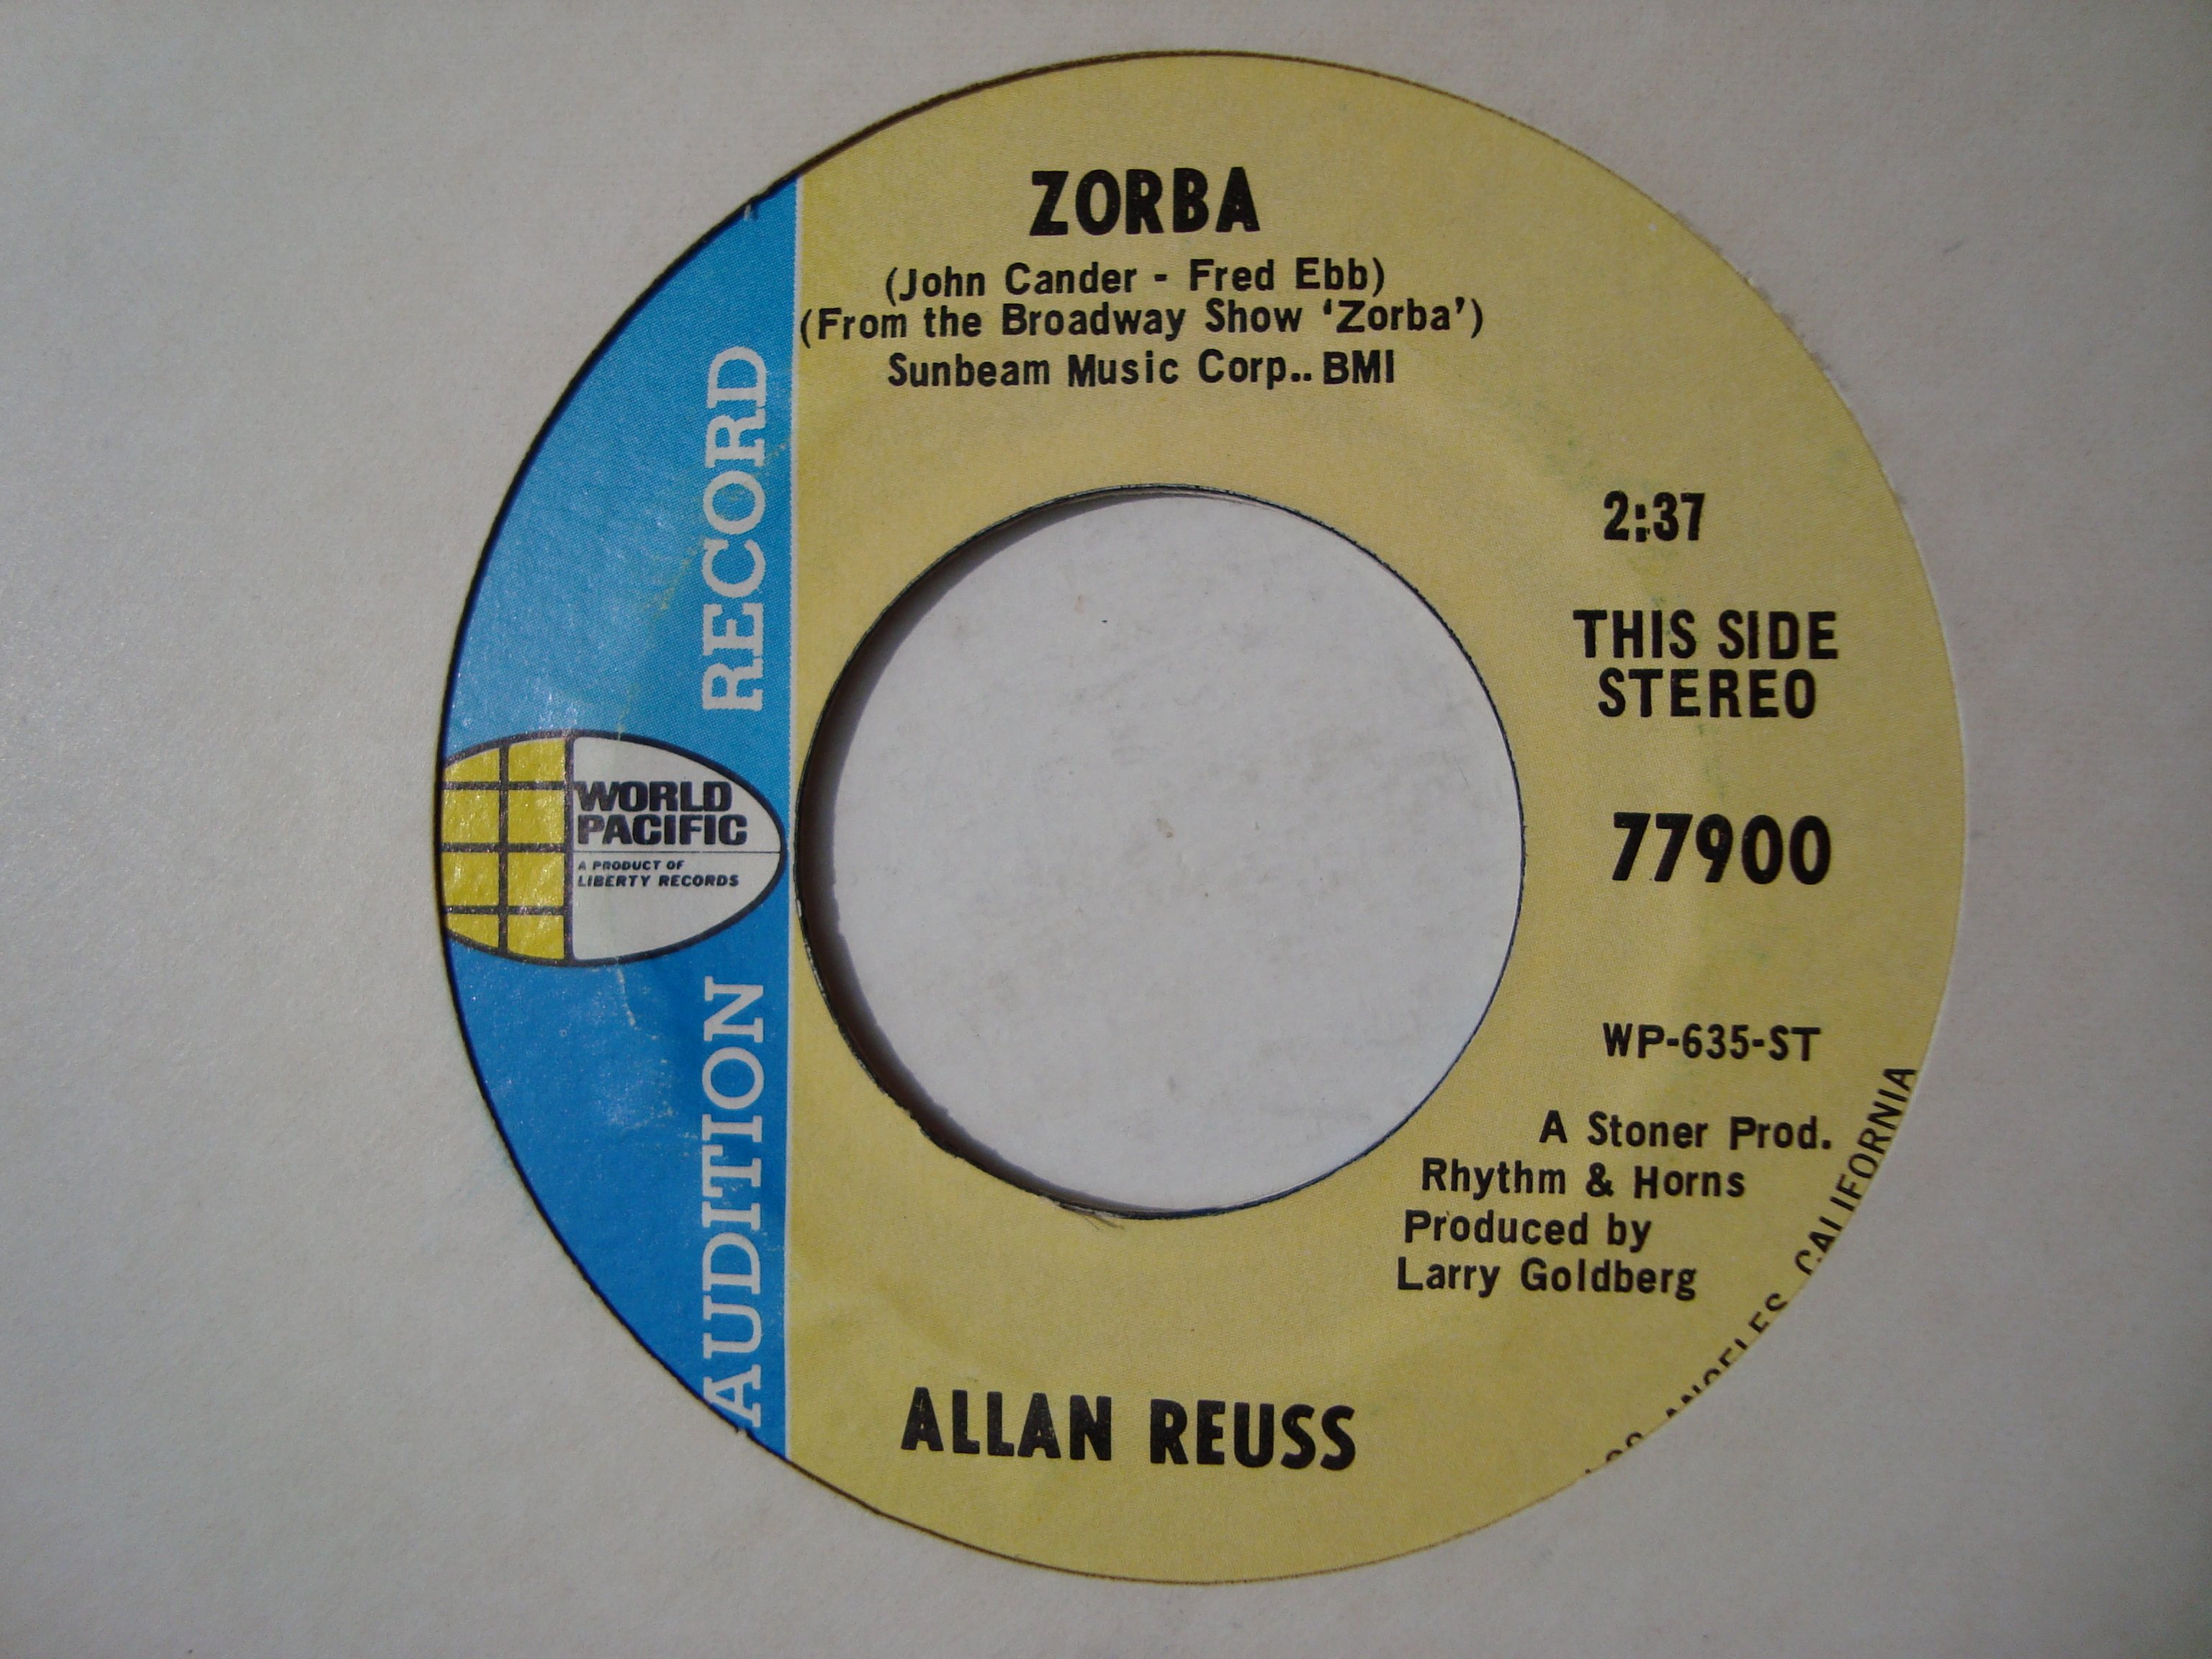 ZORBA
(John Cander - Fred Ebb)
(From the Broadway Show ‘Zorba’)
Sunbeam Music Corp.. BMI
2:37
THIS SIDE
STEREO
77900
WP-635-ST
A Stoner Prod.
Rhythm & Horns
Produced by
Larry Goldberg
ALLAN REUSS
AUDITION RECORD
WORLD
PACIFIC
A PRODUCT OF
LIBERTY RECORDS
LOS ANGELES, CALIFORNIA